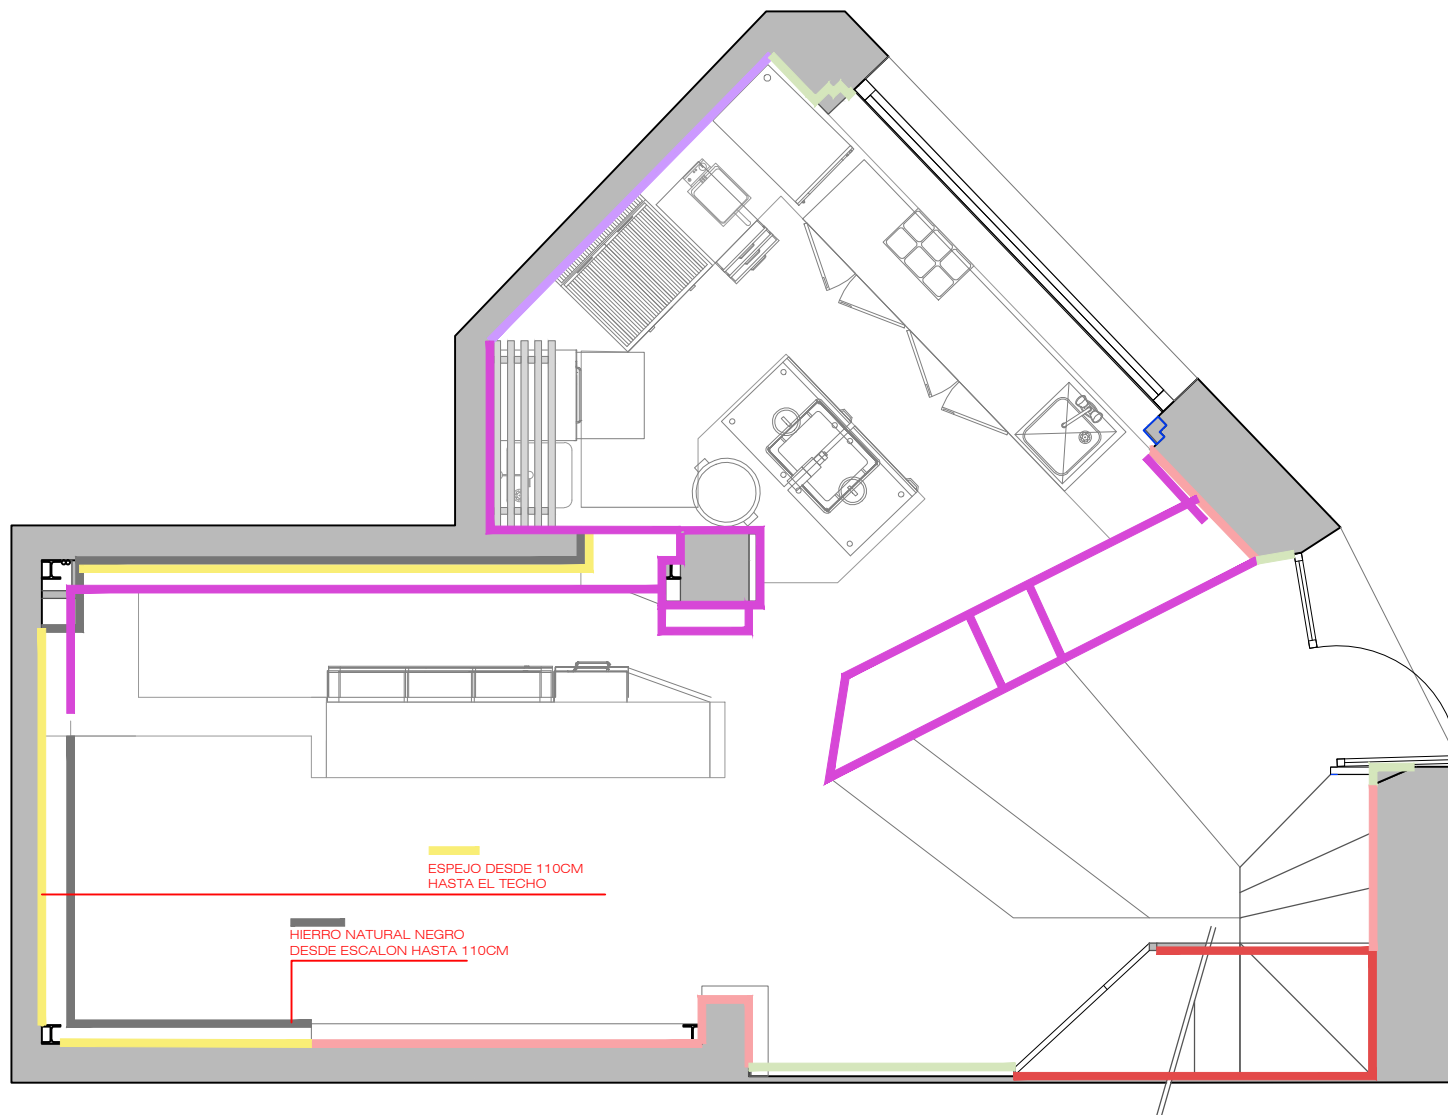 ESPEJO DESDE 110CM
HASTA EL TECHO
HIERRO NATURAL NEGRO
DESDE ESCALON HASTA 110CM